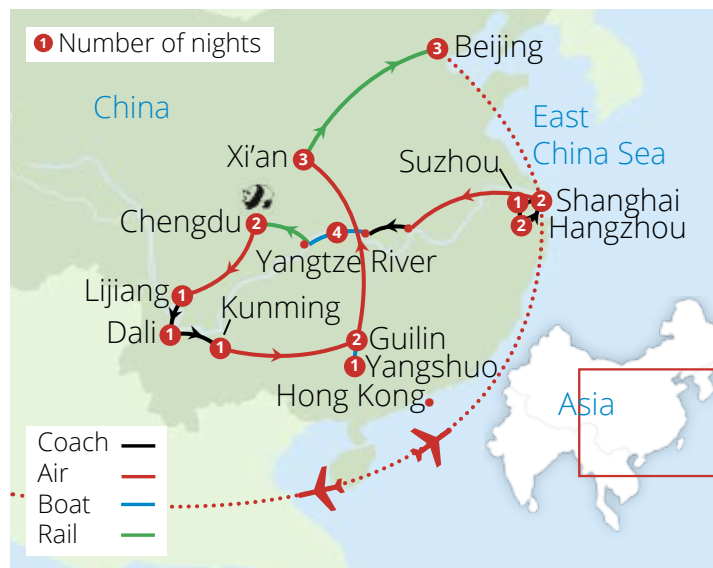 1 Number of nights
3 Beijing
China
East
China Sea
Xi'an 3
Suzhou
1 2 Shanghai
2 Hangzhou
Chengdu 2
4
Yangtze River
Lijiang 1
Kunming
Dali 1
1
2 Guilin
1 Yangshuo
Hong Kong
Asia
Coach
Air
Boat
Rail